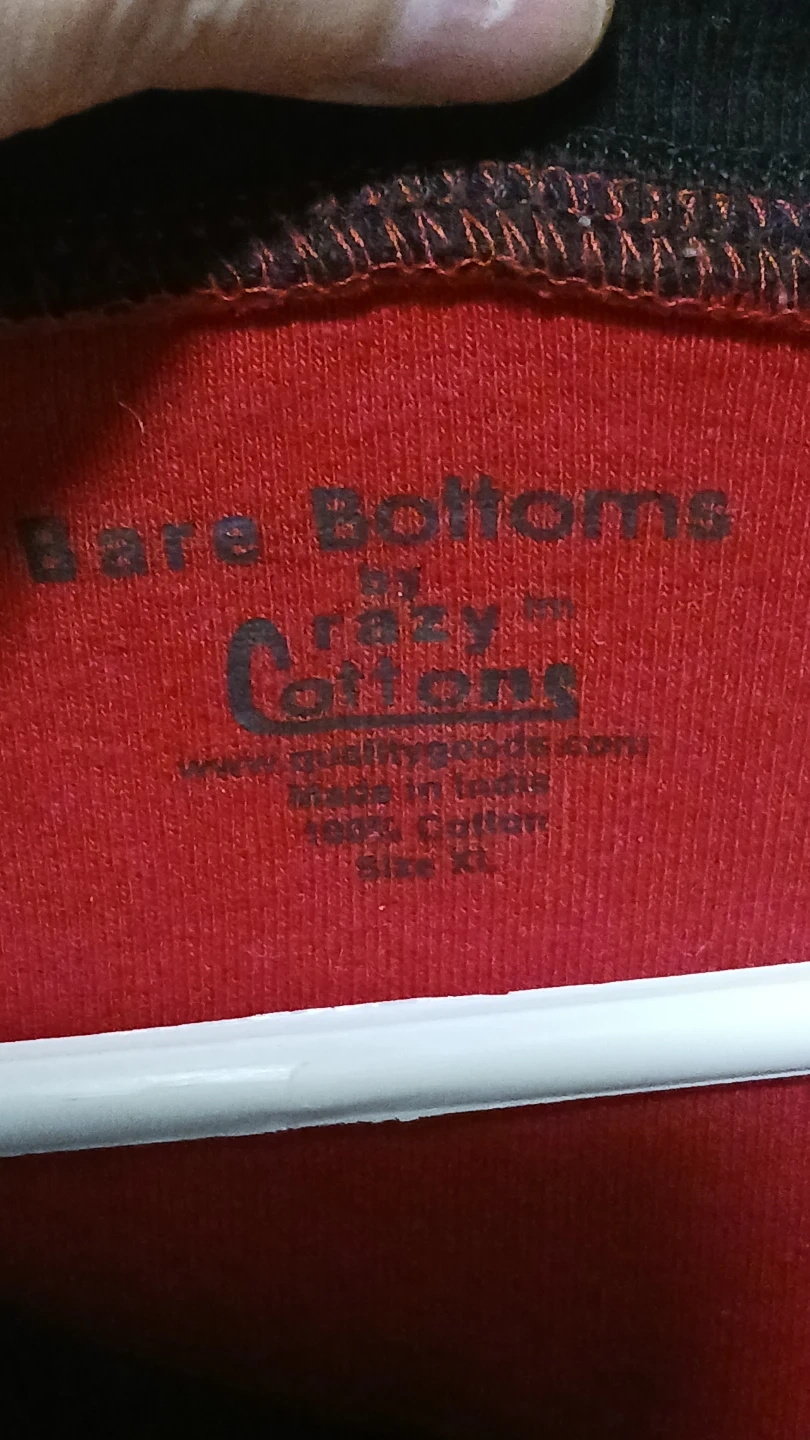 Bare Bottoms
by
Crazy tm
Cottons
www.qualitygoods.com
Made in India
100% Cotton
Size XL